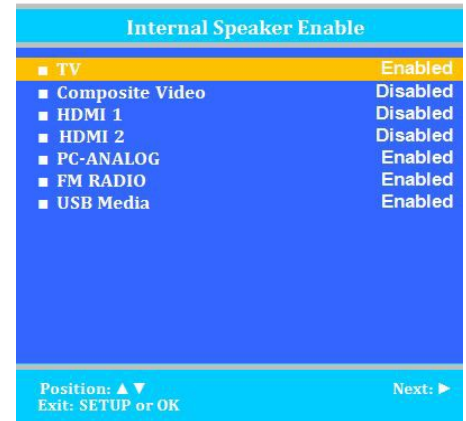 Internal Speaker Enable
■ TV Enabled
■ Composite Video Disabled
■ HDMI 1 Disabled
■ HDMI 2 Disabled
■ PC-ANALOG Enabled
■ FM RADIO Enabled
■ USB Media Enabled
Position: ▲▼ Next: ►
Exit: SETUP or OK